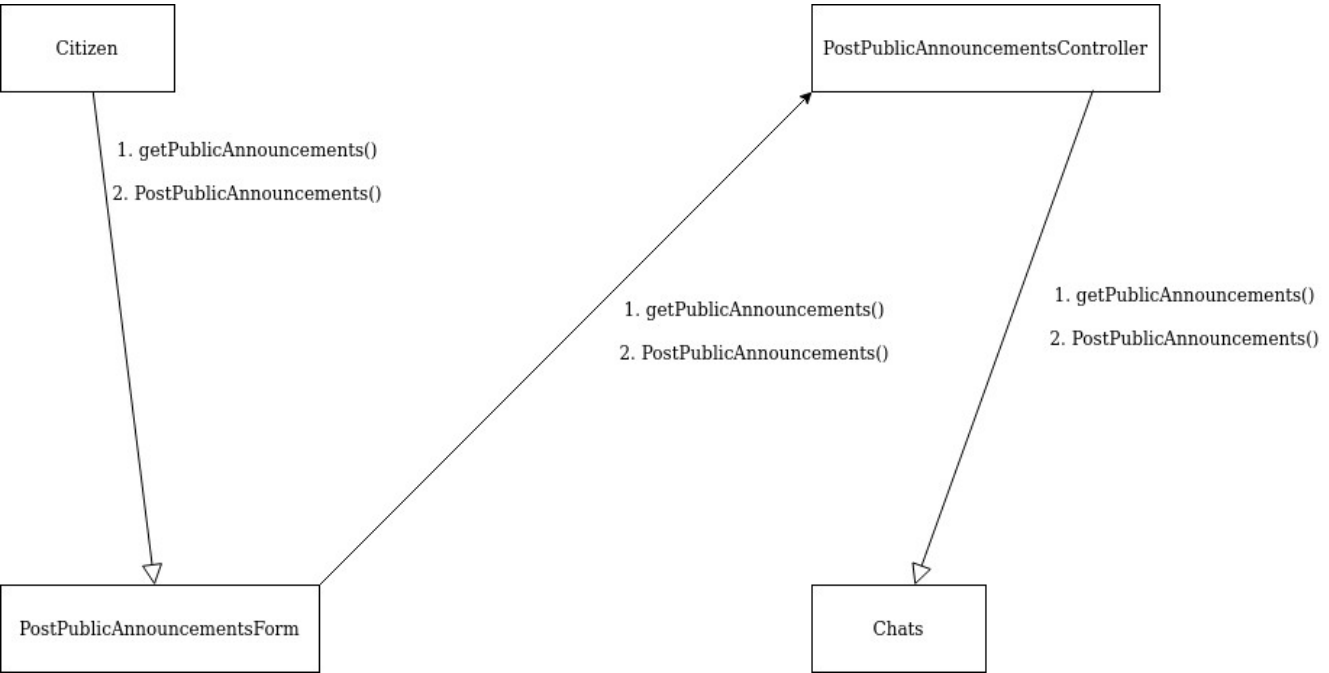 Citizen
PostPublicAnnouncementsController
1. getPublicAnnouncements()
2. PostPublicAnnouncements()
1. getPublicAnnouncements()
2. PostPublicAnnouncements()
1. getPublicAnnouncements()
2. PostPublicAnnouncements()
PostPublicAnnouncementsForm
Chats